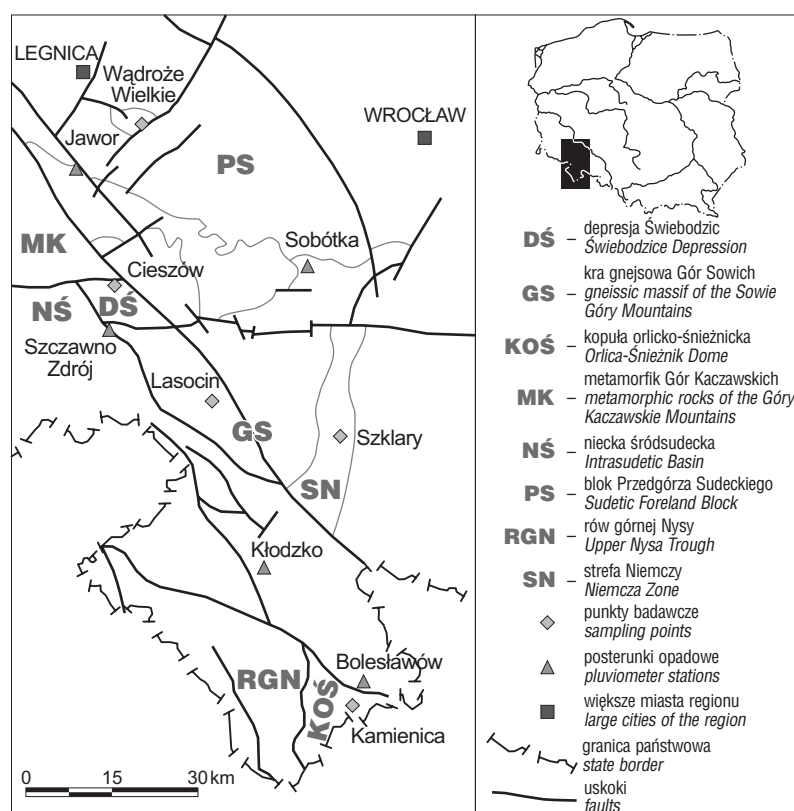 LEGNICA
Wądroże
Wielkie
WROCŁAW
Jawor
PS
MK
Sobótka
Cieszów
NŚ
DŚ
Szczawno
Zdrój
Lasocin
GS
Szklary
SN
Kłodzko
Bolesławów
RGN
KOŚ
Kamienica
0 15 30 km
DŚ – depresja Świebodzic
Świebodzice Depression
GS – kra gnejsowa Gór Sowich
gneissic massif of the Sowie
Góry Mountains
KOŚ – kopuła orlicko-śnieżnicka
Orlica-Śnieżnik Dome
MK – metamorfik Gór Kaczawskich
metamorphic rocks of the Góry
Kaczawskie Mountains
NŚ – niecka śródsudecka
Intrasudetic Basin
PS – blok Przedgórza Sudeckiego
Sudetic Foreland Block
RGN – rów górnej Nysy
Upper Nysa Trough
SN – strefa Niemczy
Niemcza Zone
punkty badawcze
sampling points
posterunki opadowe
pluviometer stations
większe miasta regionu
large cities of the region
granica państwowa
state border
uskoki
faults